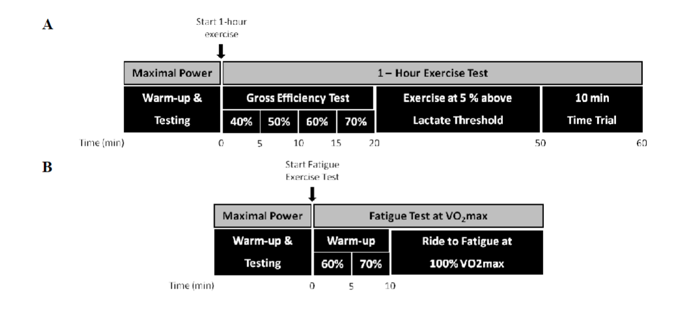 A
Start 1-hour
exercise
Maximal Power
1 – Hour Exercise Test
Warm-up &
Testing
Gross Efficiency Test
40% 50% 60% 70%
Exercise at 5 % above
Lactate Threshold
10 min
Time Trial
Time (min) 0 5 10 15 20 50 60
B
Start Fatigue
Exercise Test
Maximal Power
Fatigue Test at VO₂max
Warm-up &
Testing
Warm-up
60% 70%
Ride to Fatigue at
100% VO2max
Time (min) 0 5 10